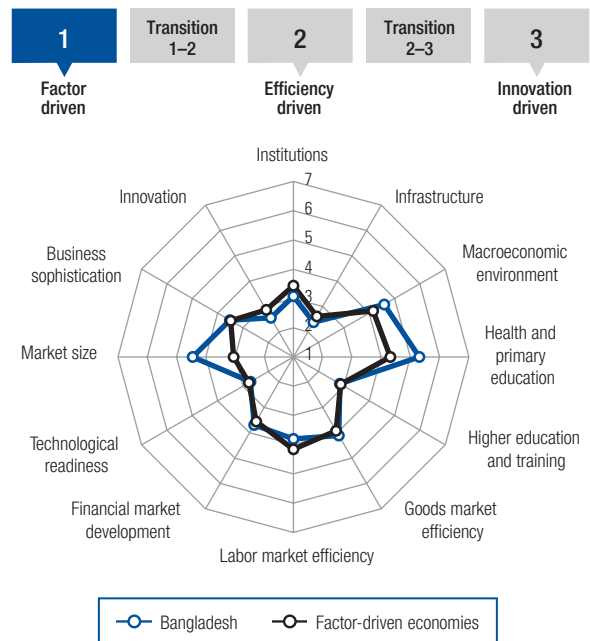 1
Transition
1–2
2
Transition
2–3
3
Factor
driven
Efficiency
driven
Innovation
driven
Institutions
Innovation
Infrastructure
Business
sophistication
Macroeconomic
environment
Market size
Health and
primary
education
Technological
readiness
Higher education
and training
Financial market
development
Goods market
efficiency
Labor market efficiency
7
6
5
4
3
2
1
Bangladesh
Factor-driven economies